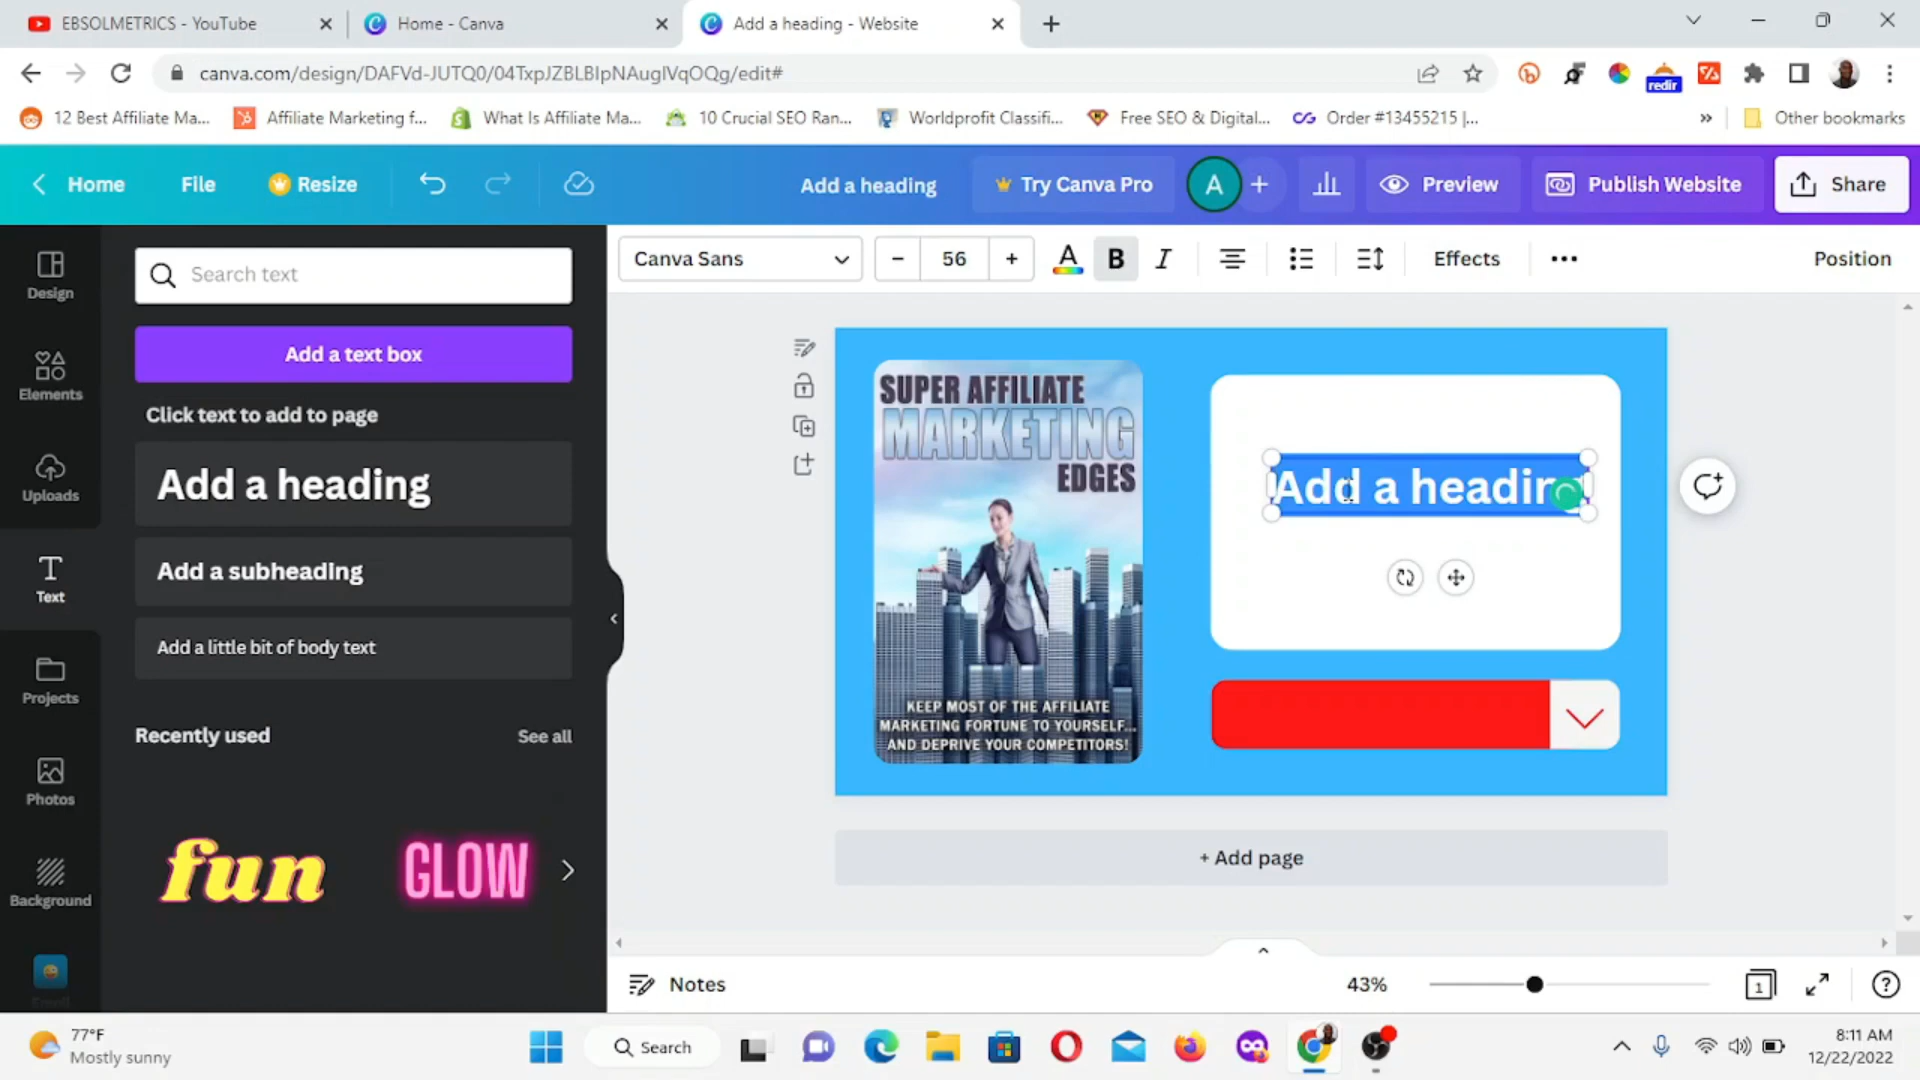 EBSOLMETRICS - YouTube
Home - Canva
Add a heading - Website
canva.com/design/DAFVd-JUTQ0/04TxpJZBLBIpNAugIVqOQg/edit#
redir
12 Best Affiliate Ma...
Affiliate Marketing f...
What Is Affiliate Ma...
10 Crucial SEO Ran...
Worldprofit Classifi...
Free SEO & Digital...
Order #13455215 |...
»
Other bookmarks
Home
File
Resize
Add a heading
Try Canva Pro
A
Preview
Publish Website
Share
Design
Elements
Uploads
Text
Projects
Photos
Background
Search text
Add a text box
Click text to add to page
Add a heading
Add a subheading
Add a little bit of body text
Recently used
See all
fun
GLOW
Canva Sans
56
A
B
I
Effects
Position
SUPER AFFILIATE
MARKETING
EDGES
KEEP MOST OF THE AFFILIATE
MARKETING FORTUNE TO YOURSELF...
AND DEPRIVE YOUR COMPETITORS!
Add a heading
+ Add page
Notes
43%
1
?
77°F
Mostly sunny
Search
8:11 AM
12/22/2022